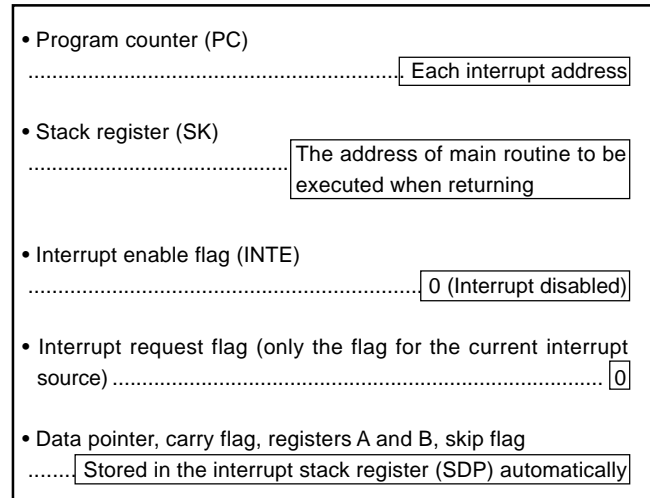 • Program counter (PC)
............................................................... Each interrupt address
• Stack register (SK)
............................................ The address of main routine to be
executed when returning
• Interrupt enable flag (INTE)
.................................................................. 0 (Interrupt disabled)
• Interrupt request flag (only the flag for the current interrupt
source) .................................................................................. 0
• Data pointer, carry flag, registers A and B, skip flag
........ Stored in the interrupt stack register (SDP) automatically